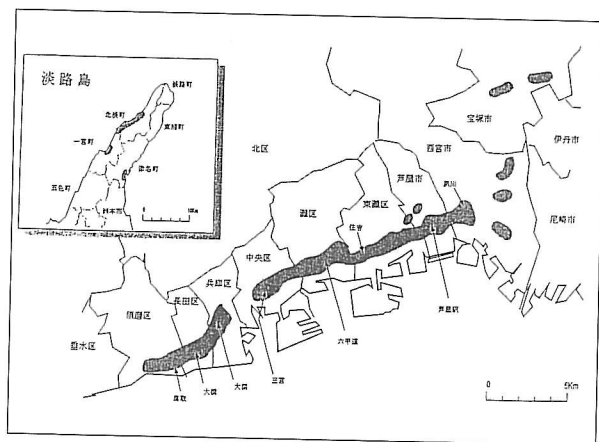 淡路島
淡路町
北淡町
東浦町
一宮町
津名町
五色町
洲本市
0
宝塚市
伊丹市
西宮市
北区
芦屋市
夙川
東灘区
灘区
住吉
尼崎市
中央区
兵庫区
長田区
須磨区
垂水区
芦屋駅
六甲道
三宮
大開
鷹取
0
5Km